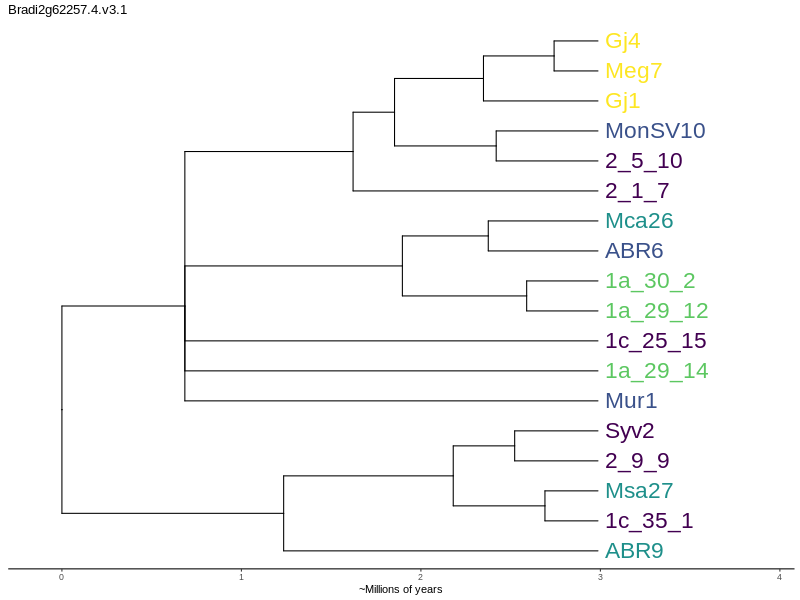 Bradi2g62257.4.v3.1
Gj4
Meg7
Gj1
MonSV10
2_5_10
2_1_7
Mca26
ABR6
1a_30_2
1a_29_12
1c_25_15
1a_29_14
Mur1
Syv2
2_9_9
Msa27
1c_35_1
ABR9
0 1 2 3 4
~Millions of years